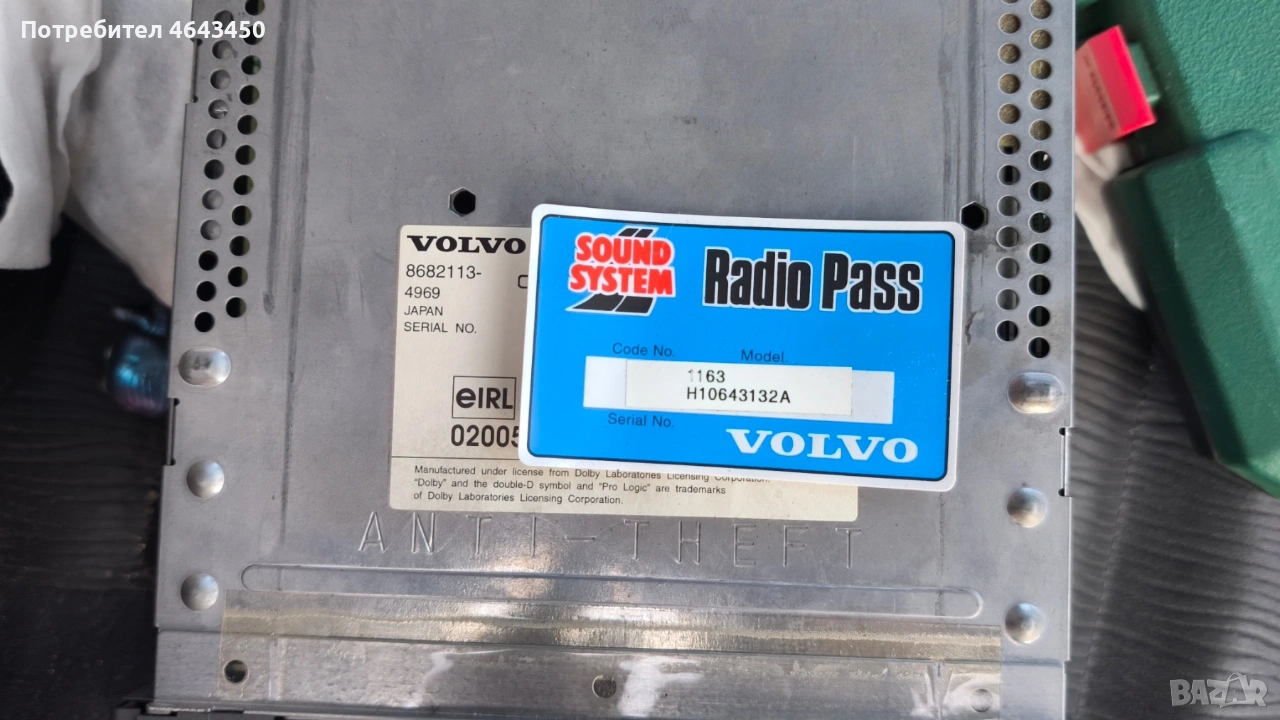 Потребител 4643450
VOLVO
8682113-
4969
JAPAN
SERIAL NO.
eIRL
02005
Manufactured under license from Dolby Laboratories Licensing Corporation.
"Dolby" and the double-D symbol and "Pro Logic" are trademarks
of Dolby Laboratories Licensing Corporation.
SOUND
SYSTEM
Radio Pass
Code No. Model.
1163
H10643132A
Serial No.
VOLVO
ANTI-THEFT
BAZAR